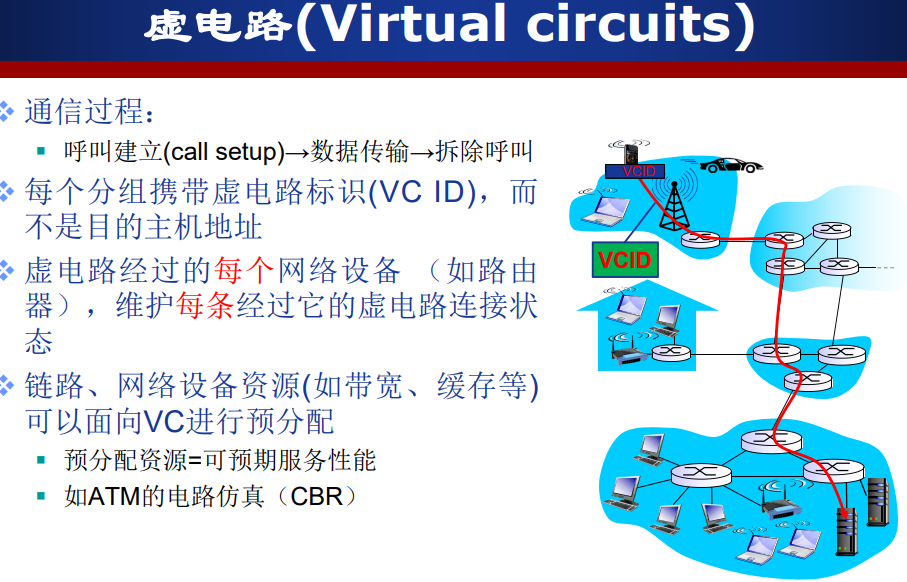 虚电路(Virtual circuits)
通信过程：
呼叫建立(call setup)→数据传输→拆除呼叫
每个分组携带虚电路标识(VC ID)，而
不是目的主机地址
虚电路经过的每个网络设备 （如路由
器），维护每条经过它的虚电路连接状
态
链路、网络设备资源(如带宽、缓存等)
可以面向VC进行预分配
预分配资源=可预期服务性能
如ATM的电路仿真（CBR）
VCID
VCID